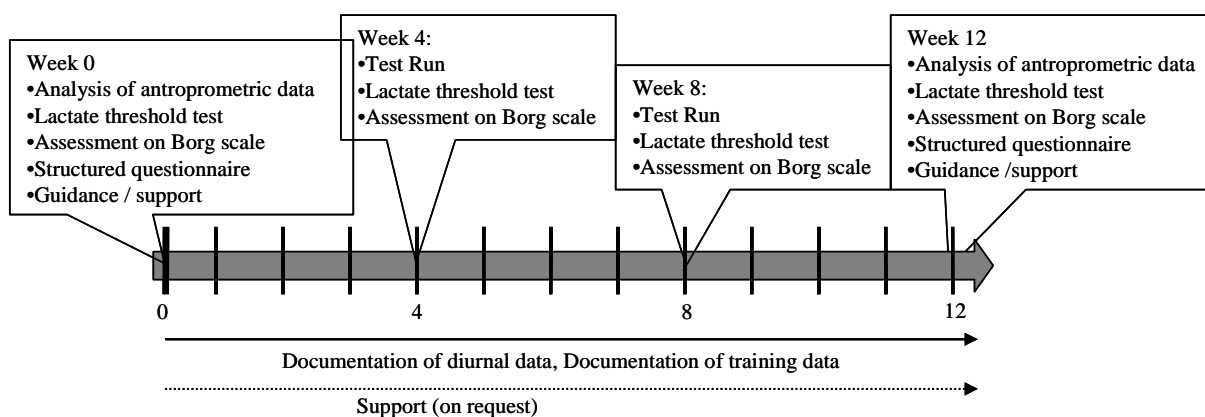 Week 0
•Analysis of antroprometric data
•Lactate threshold test
•Assessment on Borg scale
•Structured questionnaire
•Guidance / support
Week 4:
•Test Run
•Lactate threshold test
•Assessment on Borg scale
Week 8:
•Test Run
•Lactate threshold test
•Assessment on Borg scale
Week 12
•Analysis of antroprometric data
•Lactate threshold test
•Assessment on Borg scale
•Structured questionnaire
•Guidance /support
0 4 8 12
Documentation of diurnal data, Documentation of training data
Support (on request)